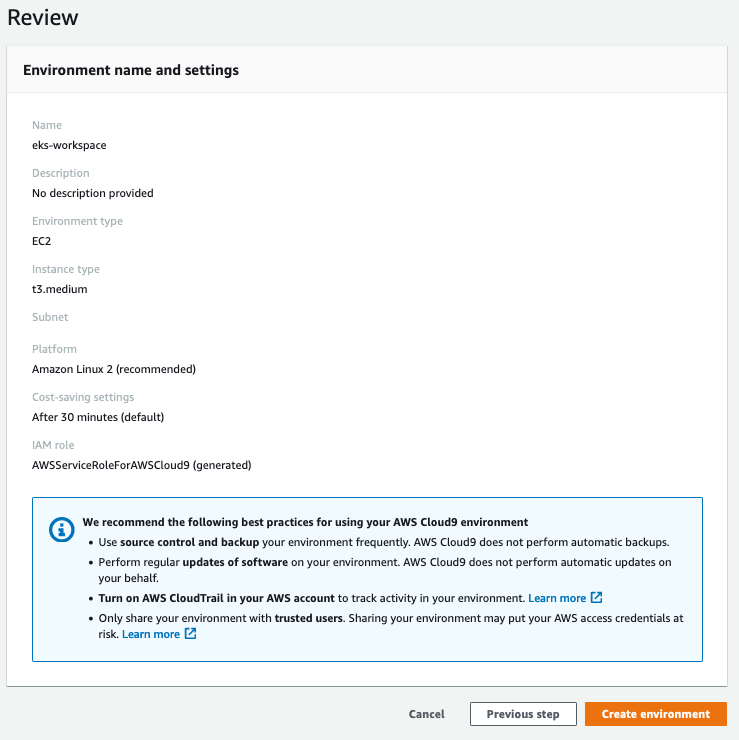 Review
Environment name and settings
Name
eks-workspace
Description
No description provided
Environment type
EC2
Instance type
t3.medium
Subnet
Platform
Amazon Linux 2 (recommended)
Cost-saving settings
After 30 minutes (default)
IAM role
AWSServiceRoleForAWSCloud9 (generated)
We recommend the following best practices for using your AWS Cloud9 environment
• Use source control and backup your environment frequently. AWS Cloud9 does not perform automatic backups.
• Perform regular updates of software on your environment. AWS Cloud9 does not perform automatic updates on
your behalf.
• Turn on AWS CloudTrail in your AWS account to track activity in your environment. Learn more
• Only share your environment with trusted users. Sharing your environment may put your AWS access credentials at
risk. Learn more
Cancel Previous step Create environment